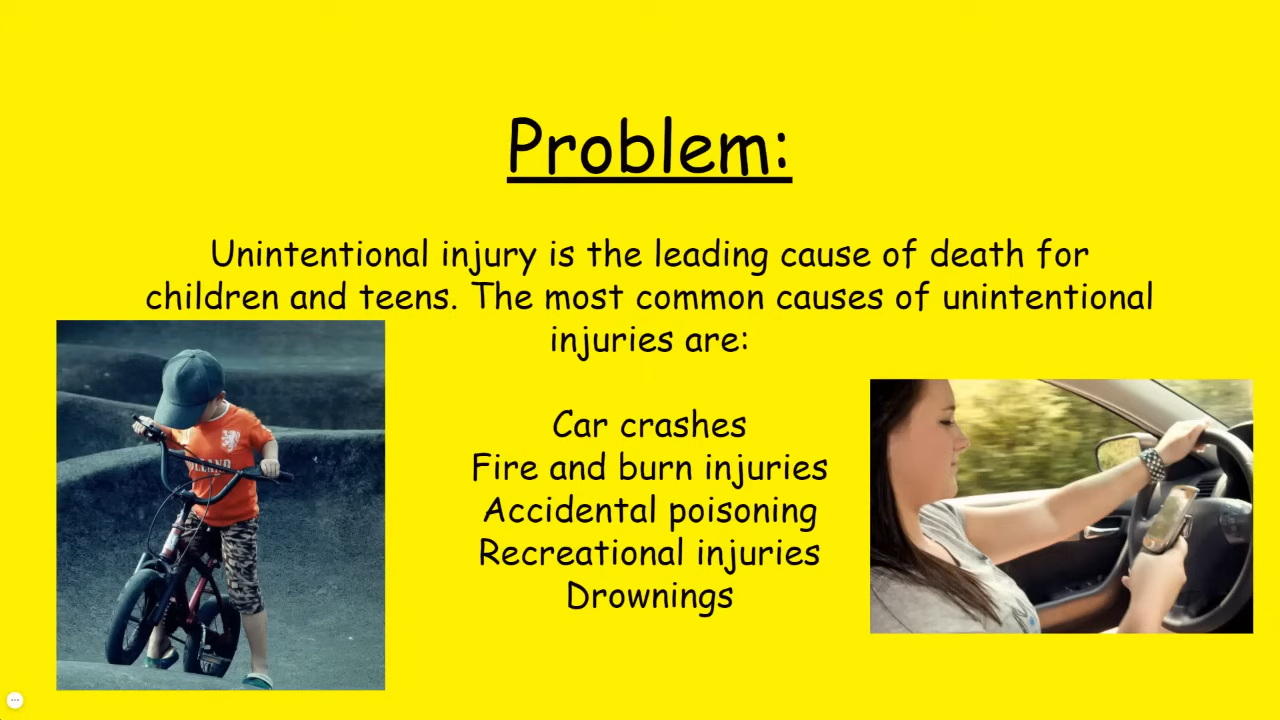 Problem:
Unintentional injury is the leading cause of death for
children and teens. The most common causes of unintentional
injuries are:
Car crashes
Fire and burn injuries
Accidental poisoning
Recreational injuries
Drownings